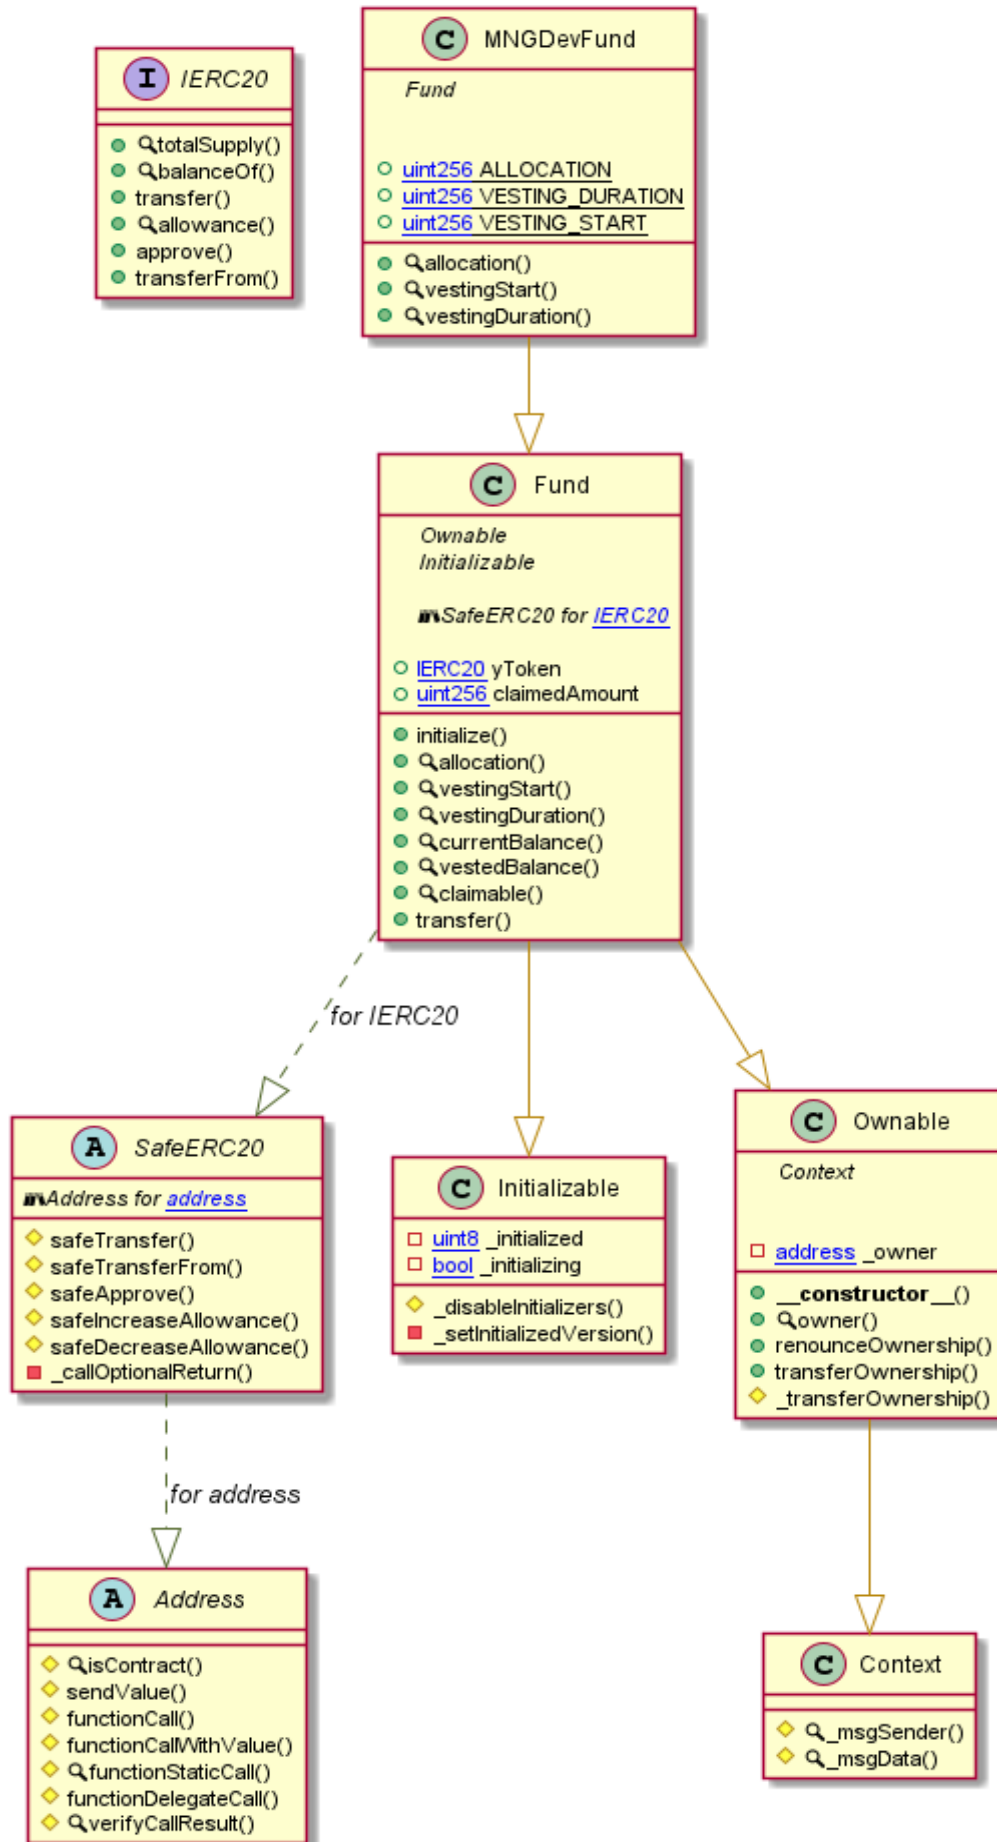 I IERC20
totalSupply()
balanceOf()
transfer()
allowance()
approve()
transferFrom()
C MNGDevFund
Fund
uint256 ALLOCATION
uint256 VESTING_DURATION
uint256 VESTING_START
allocation()
vestingStart()
vestingDuration()
C Fund
Ownable
Initializable
SafeERC20 for IERC20
IERC20 yToken
uint256 claimedAmount
initialize()
allocation()
vestingStart()
vestingDuration()
currentBalance()
vestedBalance()
claimable()
transfer()
for IERC20
A SafeERC20
Address for address
safeTransfer()
safeTransferFrom()
safeApprove()
safeIncreaseAllowance()
safeDecreaseAllowance()
_callOptionalReturn()
C Initializable
uint8 _initialized
bool _initializing
_disableInitializers()
_setInitializedVersion()
C Ownable
Context
address _owner
__constructor__()
owner()
renounceOwnership()
transferOwnership()
_transferOwnership()
for address
A Address
isContract()
sendValue()
functionCall()
functionCallWithValue()
functionStaticCall()
functionDelegateCall()
verifyCallResult()
C Context
_msgSender()
_msgData()